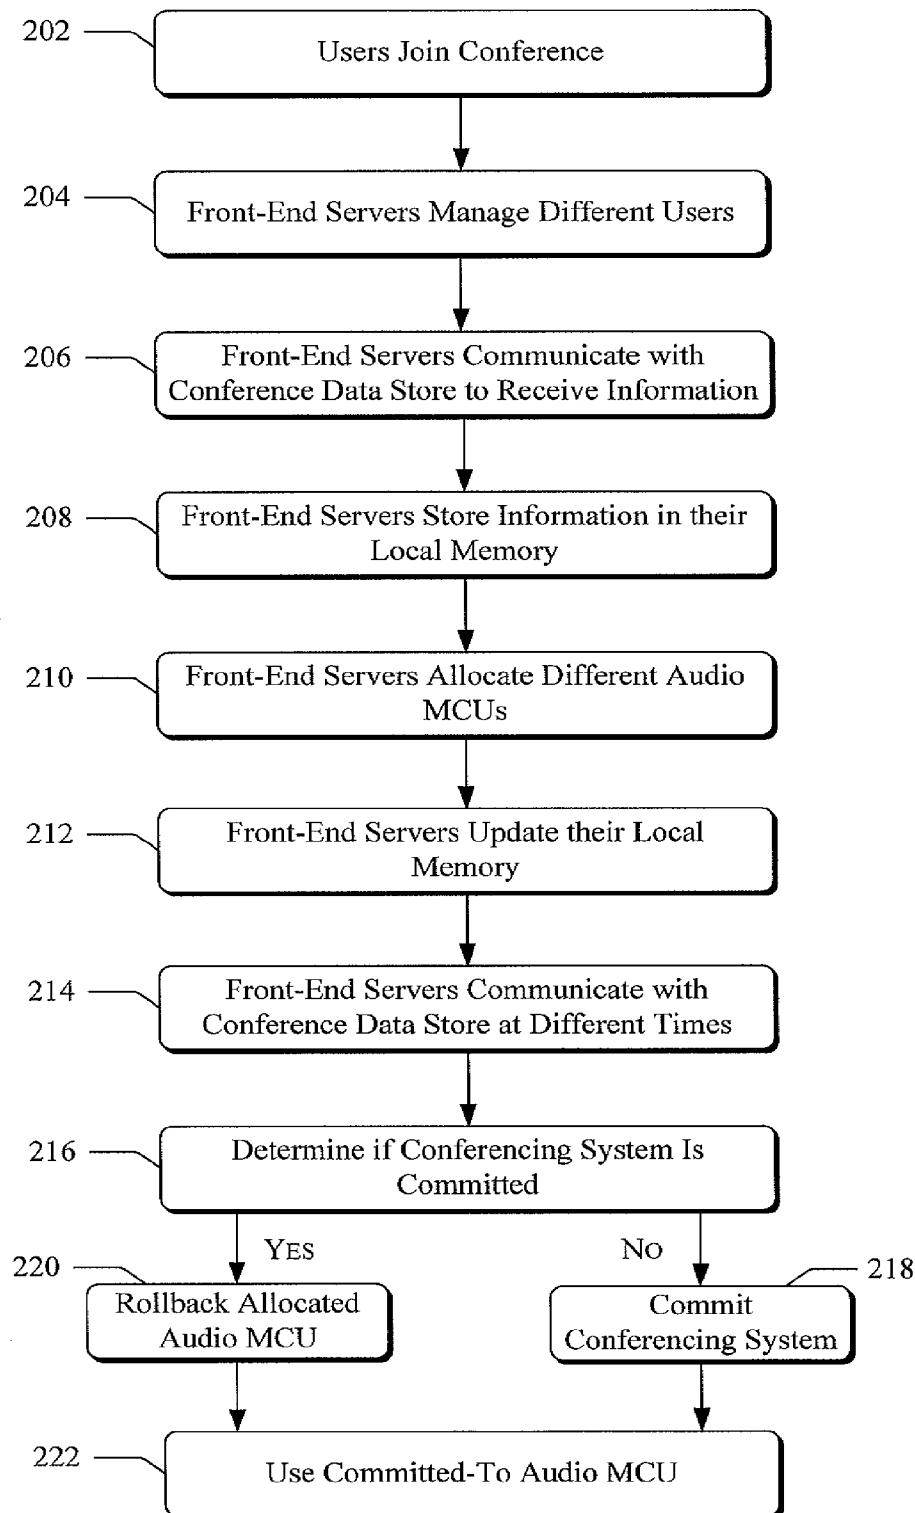 202
Users Join Conference
204
Front-End Servers Manage Different Users
206
Front-End Servers Communicate with
Conference Data Store to Receive Information
208
Front-End Servers Store Information in their
Local Memory
210
Front-End Servers Allocate Different Audio
MCUs
212
Front-End Servers Update their Local
Memory
214
Front-End Servers Communicate with
Conference Data Store at Different Times
216
Determine if Conferencing System Is
Committed
YES
NO
220
Rollback Allocated
Audio MCU
218
Commit
Conferencing System
222
Use Committed-To Audio MCU